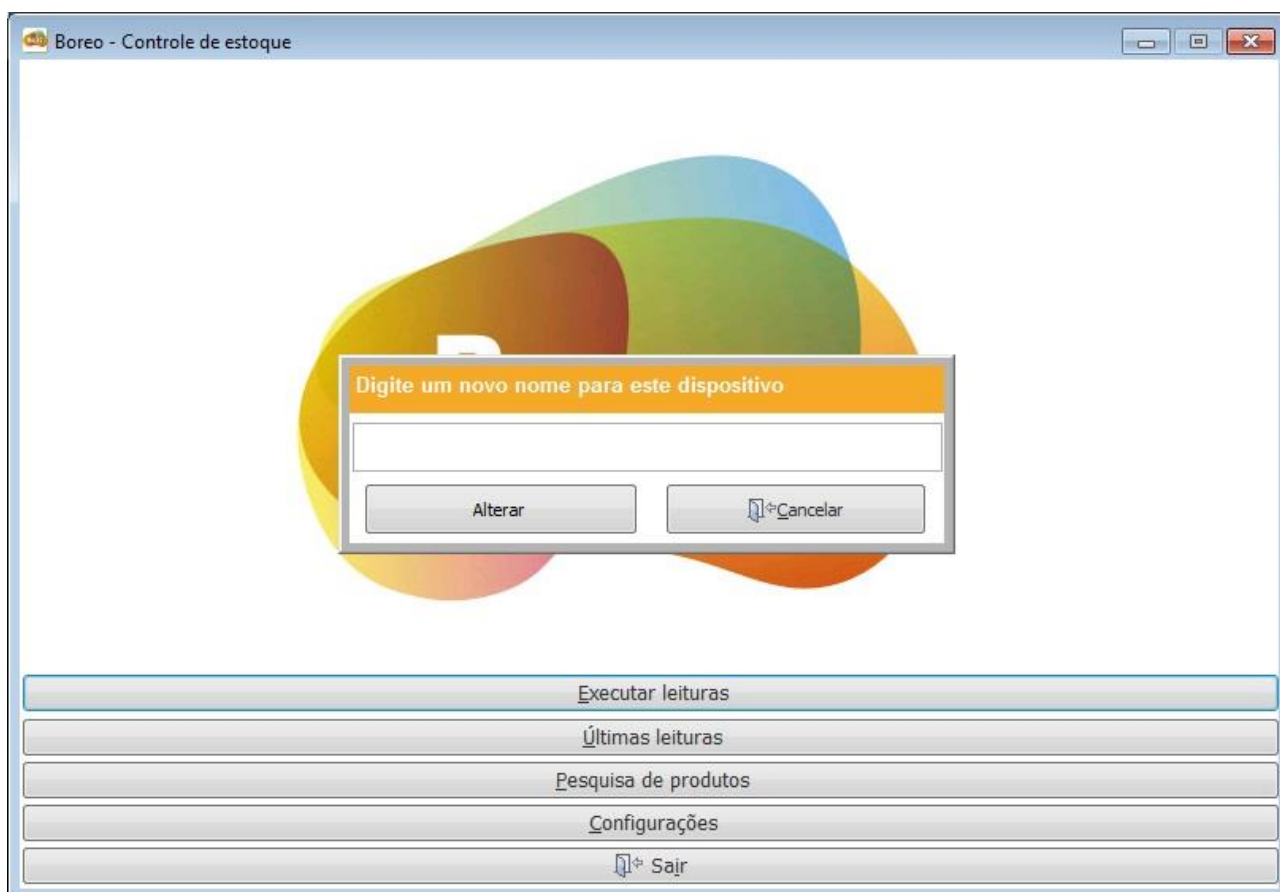 Boreo - Controle de estoque
Digite um novo nome para este dispositivo
Alterar
Cancelar
Executar leituras
Últimas leituras
Pesquisa de produtos
Configurações
Sair